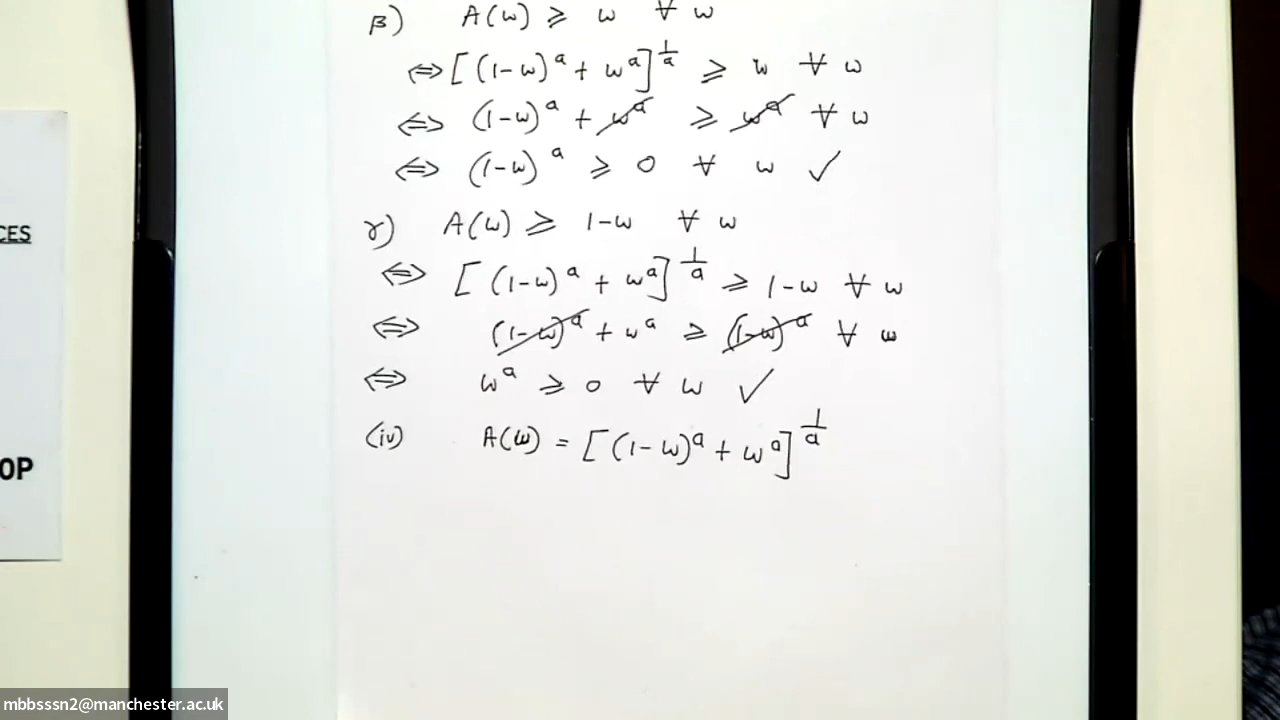 β) A(ω) ⩾ ω ∀ ω
⇔ [(1-ω)^a + ω^a]^{1/a} ⩾ ω ∀ ω
⇔ (1-ω)^a + ω^a ⩾ ω^a ∀ ω
⇔ (1-ω)^a ⩾ 0 ∀ ω ✓
CES
γ) A(ω) ⩾ 1-ω ∀ ω
⇔ [(1-ω)^a + ω^a]^{1/a} ⩾ 1-ω ∀ ω
⇔ (1-ω)^a + ω^a ⩾ (1-ω)^a ∀ ω
⇔ ω^a ⩾ 0 ∀ ω ✓
(iv) A(ω) = [(1-ω)^a + ω^a]^{1/a}
OP
mbbsssn2@manchester.ac.uk